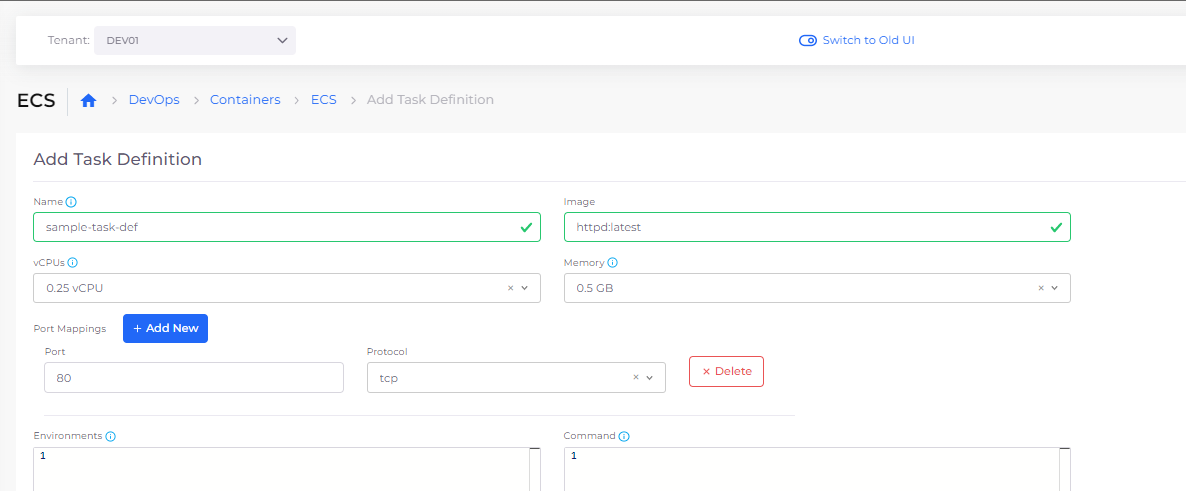 Tenant: DEV01 Switch to Old UI
ECS > DevOps > Containers > ECS > Add Task Definition
Add Task Definition
Name Image
sample-task-def httpd:latest
vCPUs Memory
0.25 vCPU 0.5 GB
Port Mappings + Add New
Port Protocol
80 tcp × Delete
Environments Command
1 1